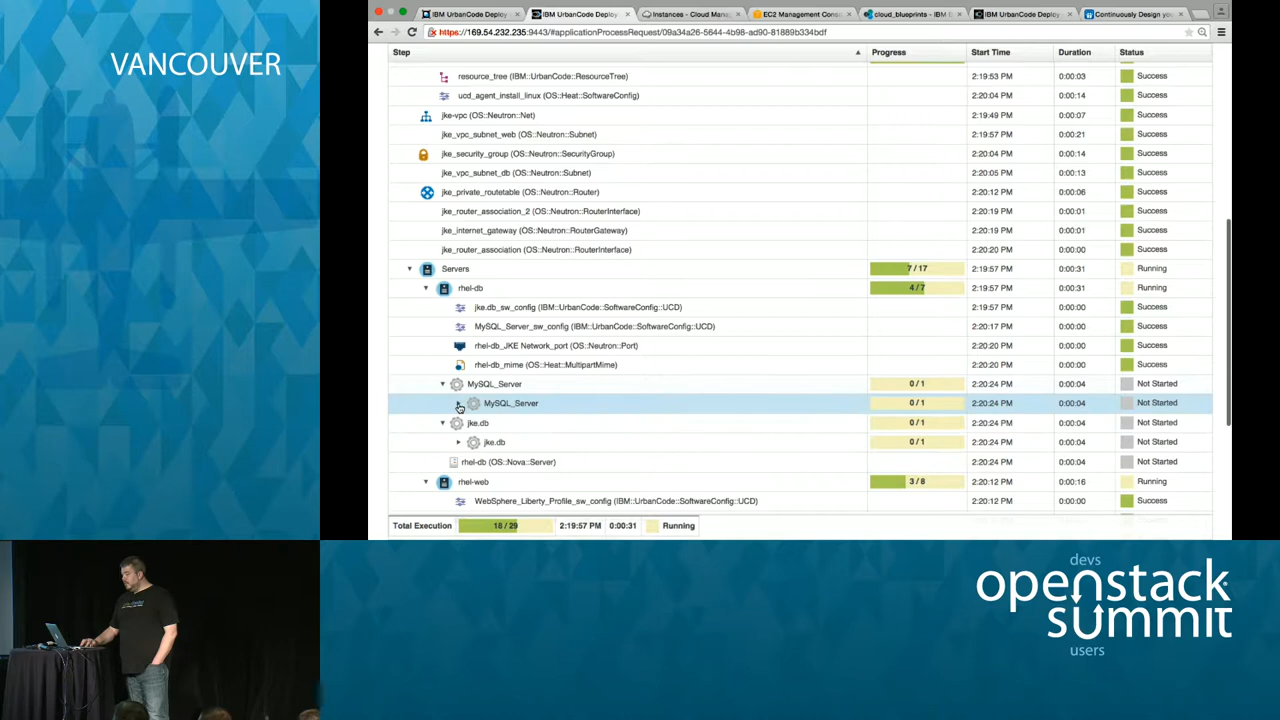 VANCOUVER
IBM UrbanCode Deploy
IBM UrbanCode Deploy
Instances - Cloud Mana
EC2 Management Cons
cloud_blueprints - IBM
IBM UrbanCode Deploy
Continuously Design you
https://169.54.232.235:9443/#applicationProcessRequest/09a34a26-5644-4b98-ad90-81889b334bdf
Step Progress Start Time Duration Status
resource_tree (IBM::UrbanCode::ResourceTree) 2:19:53 PM 0:00:03 Success
ucd_agent_install_linux (OS::Heat::SoftwareConfig) 2:20:04 PM 0:00:14 Success
jke-vpc (OS::Neutron::Net) 2:19:49 PM 0:00:07 Success
jke_vpc_subnet_web (OS::Neutron::Subnet) 2:19:57 PM 0:00:21 Success
jke_security_group (OS::Neutron::SecurityGroup) 2:20:04 PM 0:00:14 Success
jke_vpc_subnet_db (OS::Neutron::Subnet) 2:20:05 PM 0:00:13 Success
jke_private_routetable (OS::Neutron::Router) 2:20:12 PM 0:00:06 Success
jke_router_association_2 (OS::Neutron::RouterInterface) 2:20:19 PM 0:00:01 Success
jke_internet_gateway (OS::Neutron::RouterGateway) 2:20:19 PM 0:00:01 Success
jke_router_association (OS::Neutron::RouterInterface) 2:20:20 PM 0:00:00 Success
Servers 7 / 17 2:19:57 PM 0:00:31 Running
rhel-db 4 / 7 2:19:57 PM 0:00:31 Running
jke.db_sw_config (IBM::UrbanCode::SoftwareConfig::UCD) 2:19:57 PM 0:00:00 Success
MySQL_Server_sw_config (IBM::UrbanCode::SoftwareConfig::UCD) 2:20:17 PM 0:00:00 Success
rhel-db_JKE Network_port (OS::Neutron::Port) 2:20:20 PM 0:00:00 Success
rhel-db_mime (OS::Heat::MultipartMime) 2:20:20 PM 0:00:00 Success
MySQL_Server 0 / 1 2:20:24 PM 0:00:04 Not Started
MySQL_Server 0 / 1 2:20:24 PM 0:00:04 Not Started
jke.db 0 / 1 2:20:24 PM 0:00:04 Not Started
jke.db 0 / 1 2:20:24 PM 0:00:04 Not Started
rhel-db (OS::Nova::Server) 2:20:24 PM 0:00:04 Not Started
rhel-web 3 / 8 2:20:12 PM 0:00:16 Running
WebSphere_Liberty_Profile_sw_config (IBM::UrbanCode::SoftwareConfig::UCD) 2:20:12 PM 0:00:00 Success
Total Execution 18 / 29 2:19:57 PM 0:00:31 Running
devs
openstack
summit
users